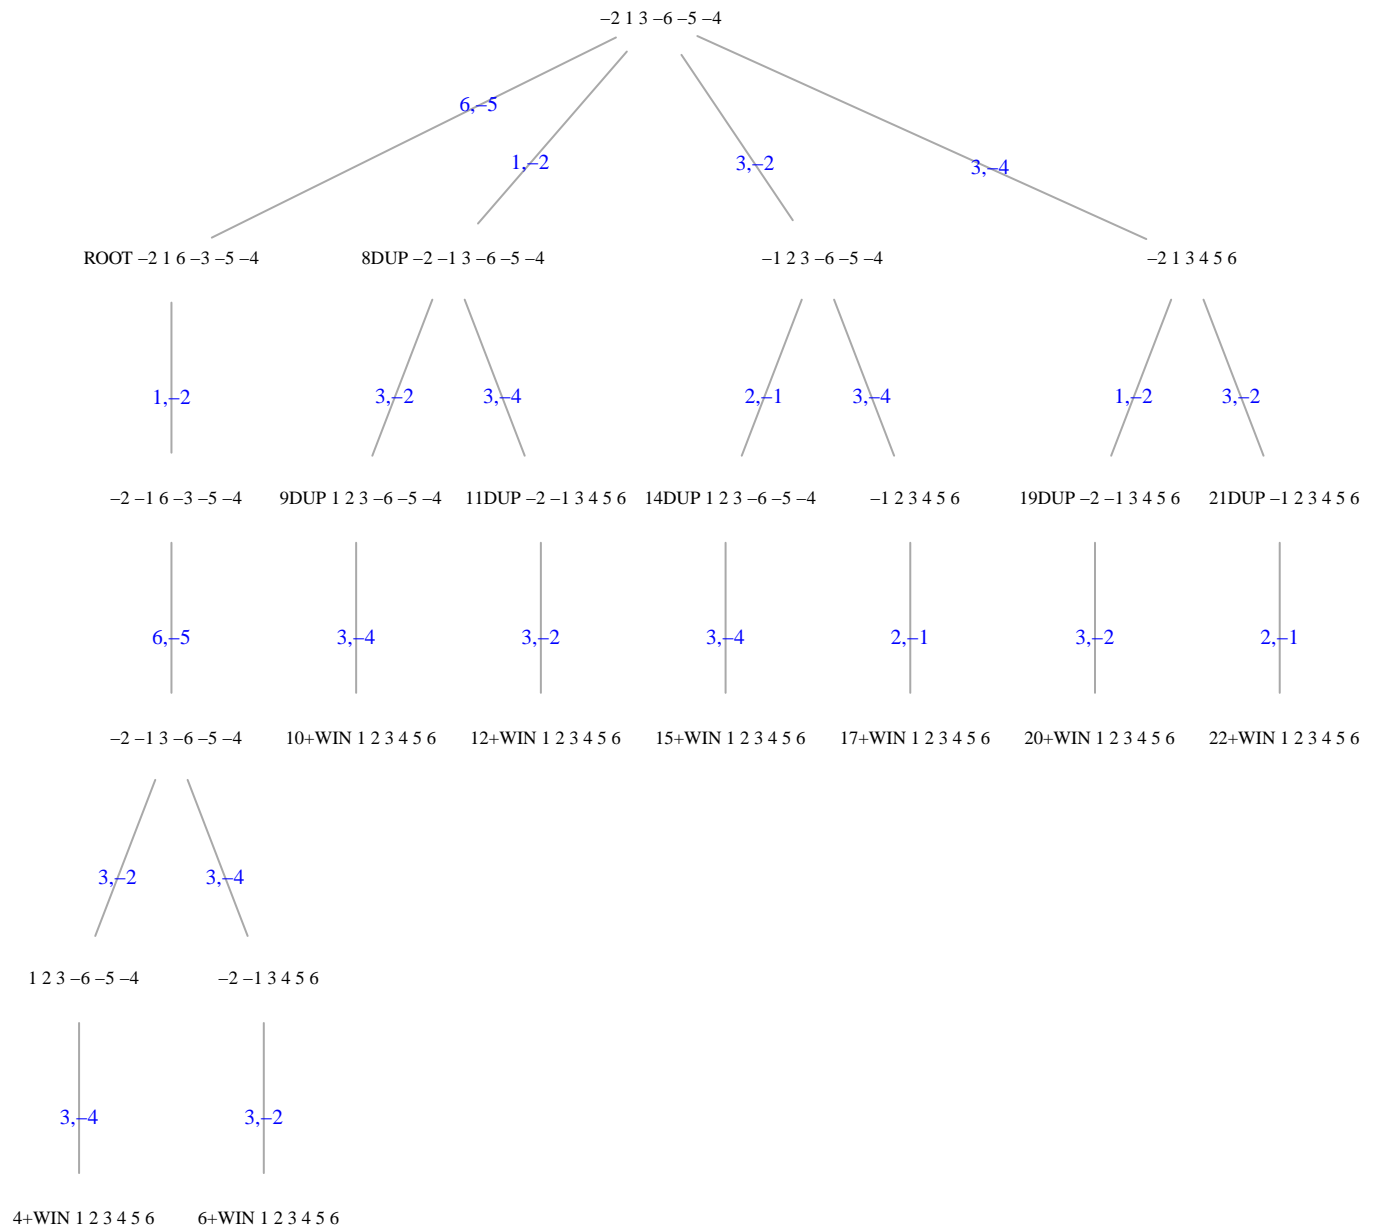 −2 1 3 −6 −5 −4
6,−5
1,−2
3,−2
3,−4
ROOT −2 1 6 −3 −5 −4
8DUP −2 −1 3 −6 −5 −4
−1 2 3 −6 −5 −4
−2 1 3 4 5 6
1,−2
3,−2
3,−4
2,−1
3,−4
1,−2
3,−2
−2 −1 6 −3 −5 −4
9DUP 1 2 3 −6 −5 −4
11DUP −2 −1 3 4 5 6
14DUP 1 2 3 −6 −5 −4
−1 2 3 4 5 6
19DUP −2 −1 3 4 5 6
21DUP −1 2 3 4 5 6
6,−5
3,−4
3,−2
3,−4
2,−1
3,−2
2,−1
−2 −1 3 −6 −5 −4
10+WIN 1 2 3 4 5 6
12+WIN 1 2 3 4 5 6
15+WIN 1 2 3 4 5 6
17+WIN 1 2 3 4 5 6
20+WIN 1 2 3 4 5 6
22+WIN 1 2 3 4 5 6
3,−2
3,−4
1 2 3 −6 −5 −4
−2 −1 3 4 5 6
3,−4
3,−2
4+WIN 1 2 3 4 5 6
6+WIN 1 2 3 4 5 6